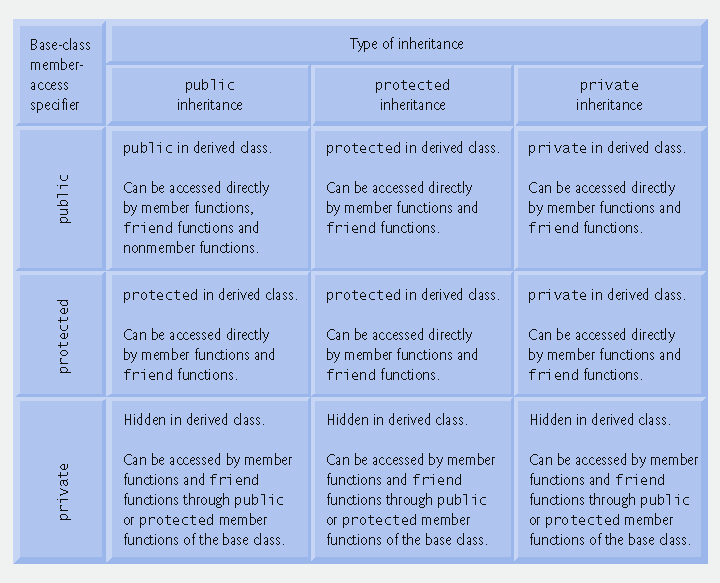 Base-class
member-
access
specifier
Type of inheritance
public
inheritance
protected
inheritance
private
inheritance
public
public in derived class.
Can be accessed directly
by member functions,
friend functions and
nonmember functions.
protected in derived class.
Can be accessed directly
by member functions and
friend functions.
private in derived class.
Can be accessed directly
by member functions and
friend functions.
protected
protected in derived class.
Can be accessed directly
by member functions and
friend functions.
protected in derived class.
Can be accessed directly
by member functions and
friend functions.
private in derived class.
Can be accessed directly
by member functions and
friend functions.
private
Hidden in derived class.
Can be accessed by member
functions and friend
functions through public
or protected member
functions of the base class.
Hidden in derived class.
Can be accessed by member
functions and friend
functions through public
or protected member
functions of the base class.
Hidden in derived class.
Can be accessed by member
functions and friend
functions through public
or protected member
functions of the base class.